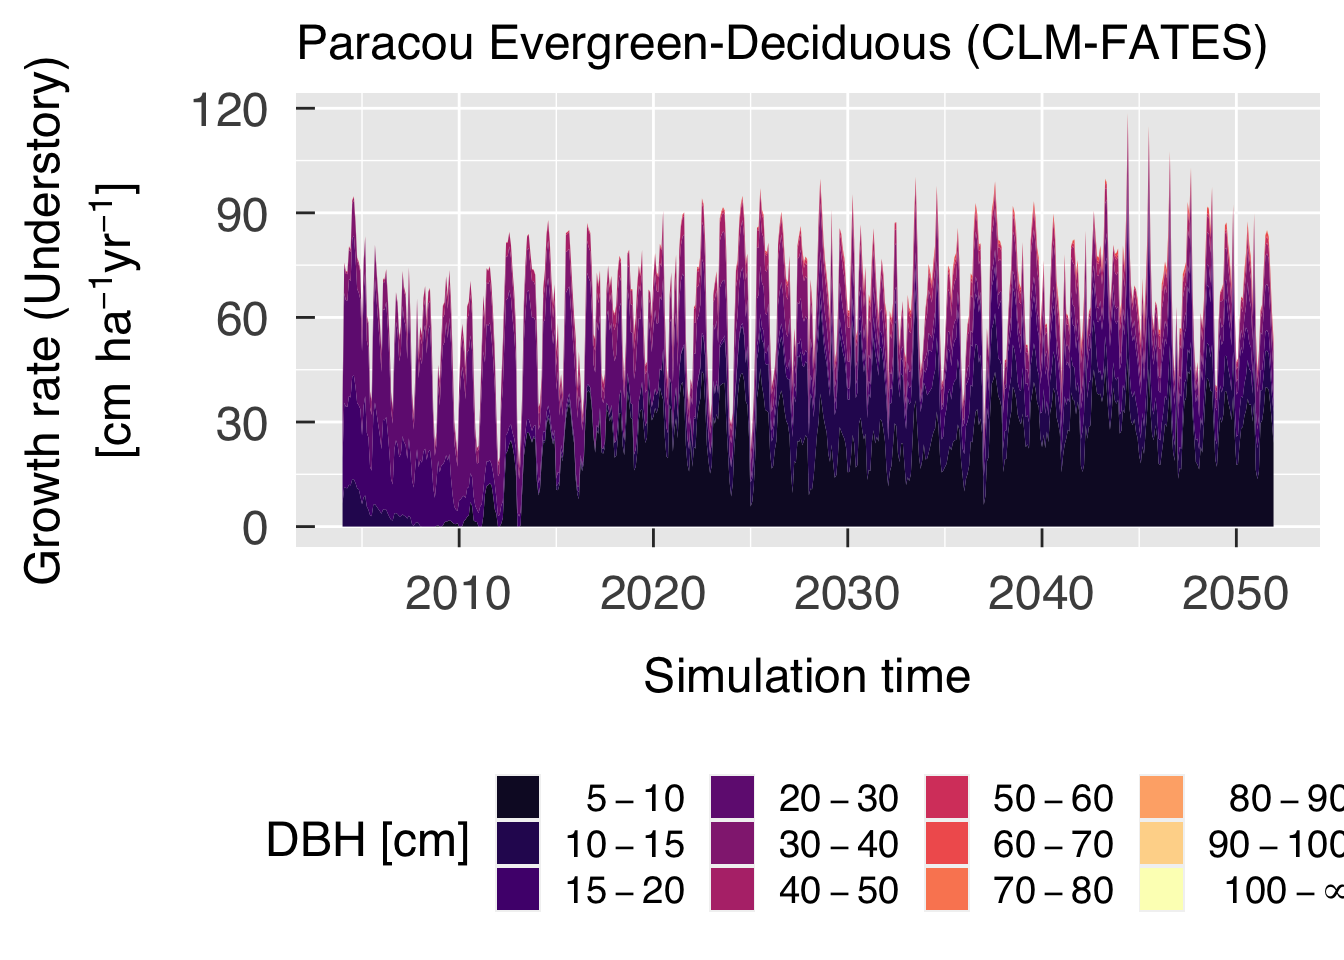 Paracou Evergreen-Deciduous (CLM-FATES)
Growth rate (Understory)
[cm ha⁻¹yr⁻¹]
120
90
60
30
0
2010 2020 2030 2040 2050
Simulation time
DBH [cm]
5 – 10 20 – 30 50 – 60 80 – 90
10 – 15 30 – 40 60 – 70 90 – 100
15 – 20 40 – 50 70 – 80 100 – ∞